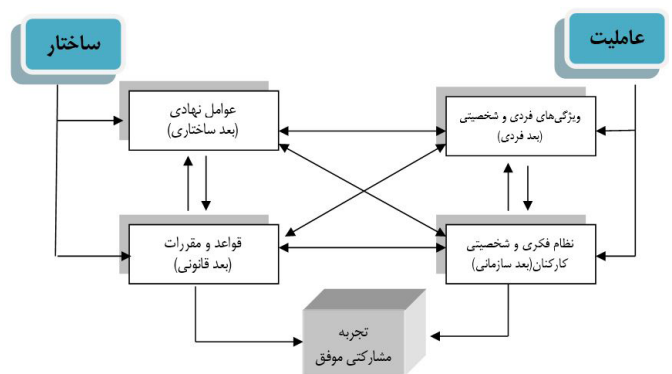 عاملیت
ساختار
ویژگی‌های فردی و شخصیتی
(بعد فردی)
عوامل نهادی
(بعد ساختاری)
نظام فکری و شخصیتی
کارکنان(بعد سازمانی)
قواعد و مقررات
(بعد قانونی)
تجربه
مشارکتی موفق